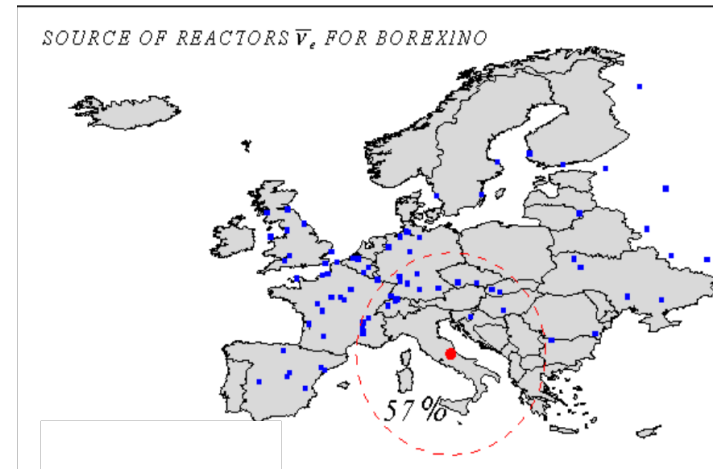 SOURCE OF REACTORS ν̅ₑ FOR BOREXINO
57 %